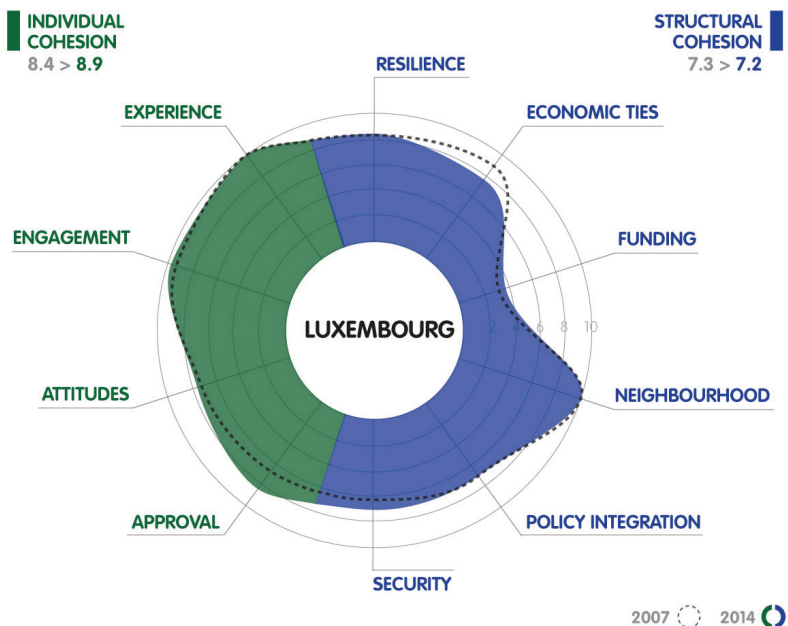 INDIVIDUAL
COHESION
8.4 > 8.9
STRUCTURAL
COHESION
7.3 > 7.2
RESILIENCE
EXPERIENCE
ECONOMIC TIES
ENGAGEMENT
FUNDING
LUXEMBOURG
2 4 6 8 10
ATTITUDES
NEIGHBOURHOOD
APPROVAL
POLICY INTEGRATION
SECURITY
2007
2014